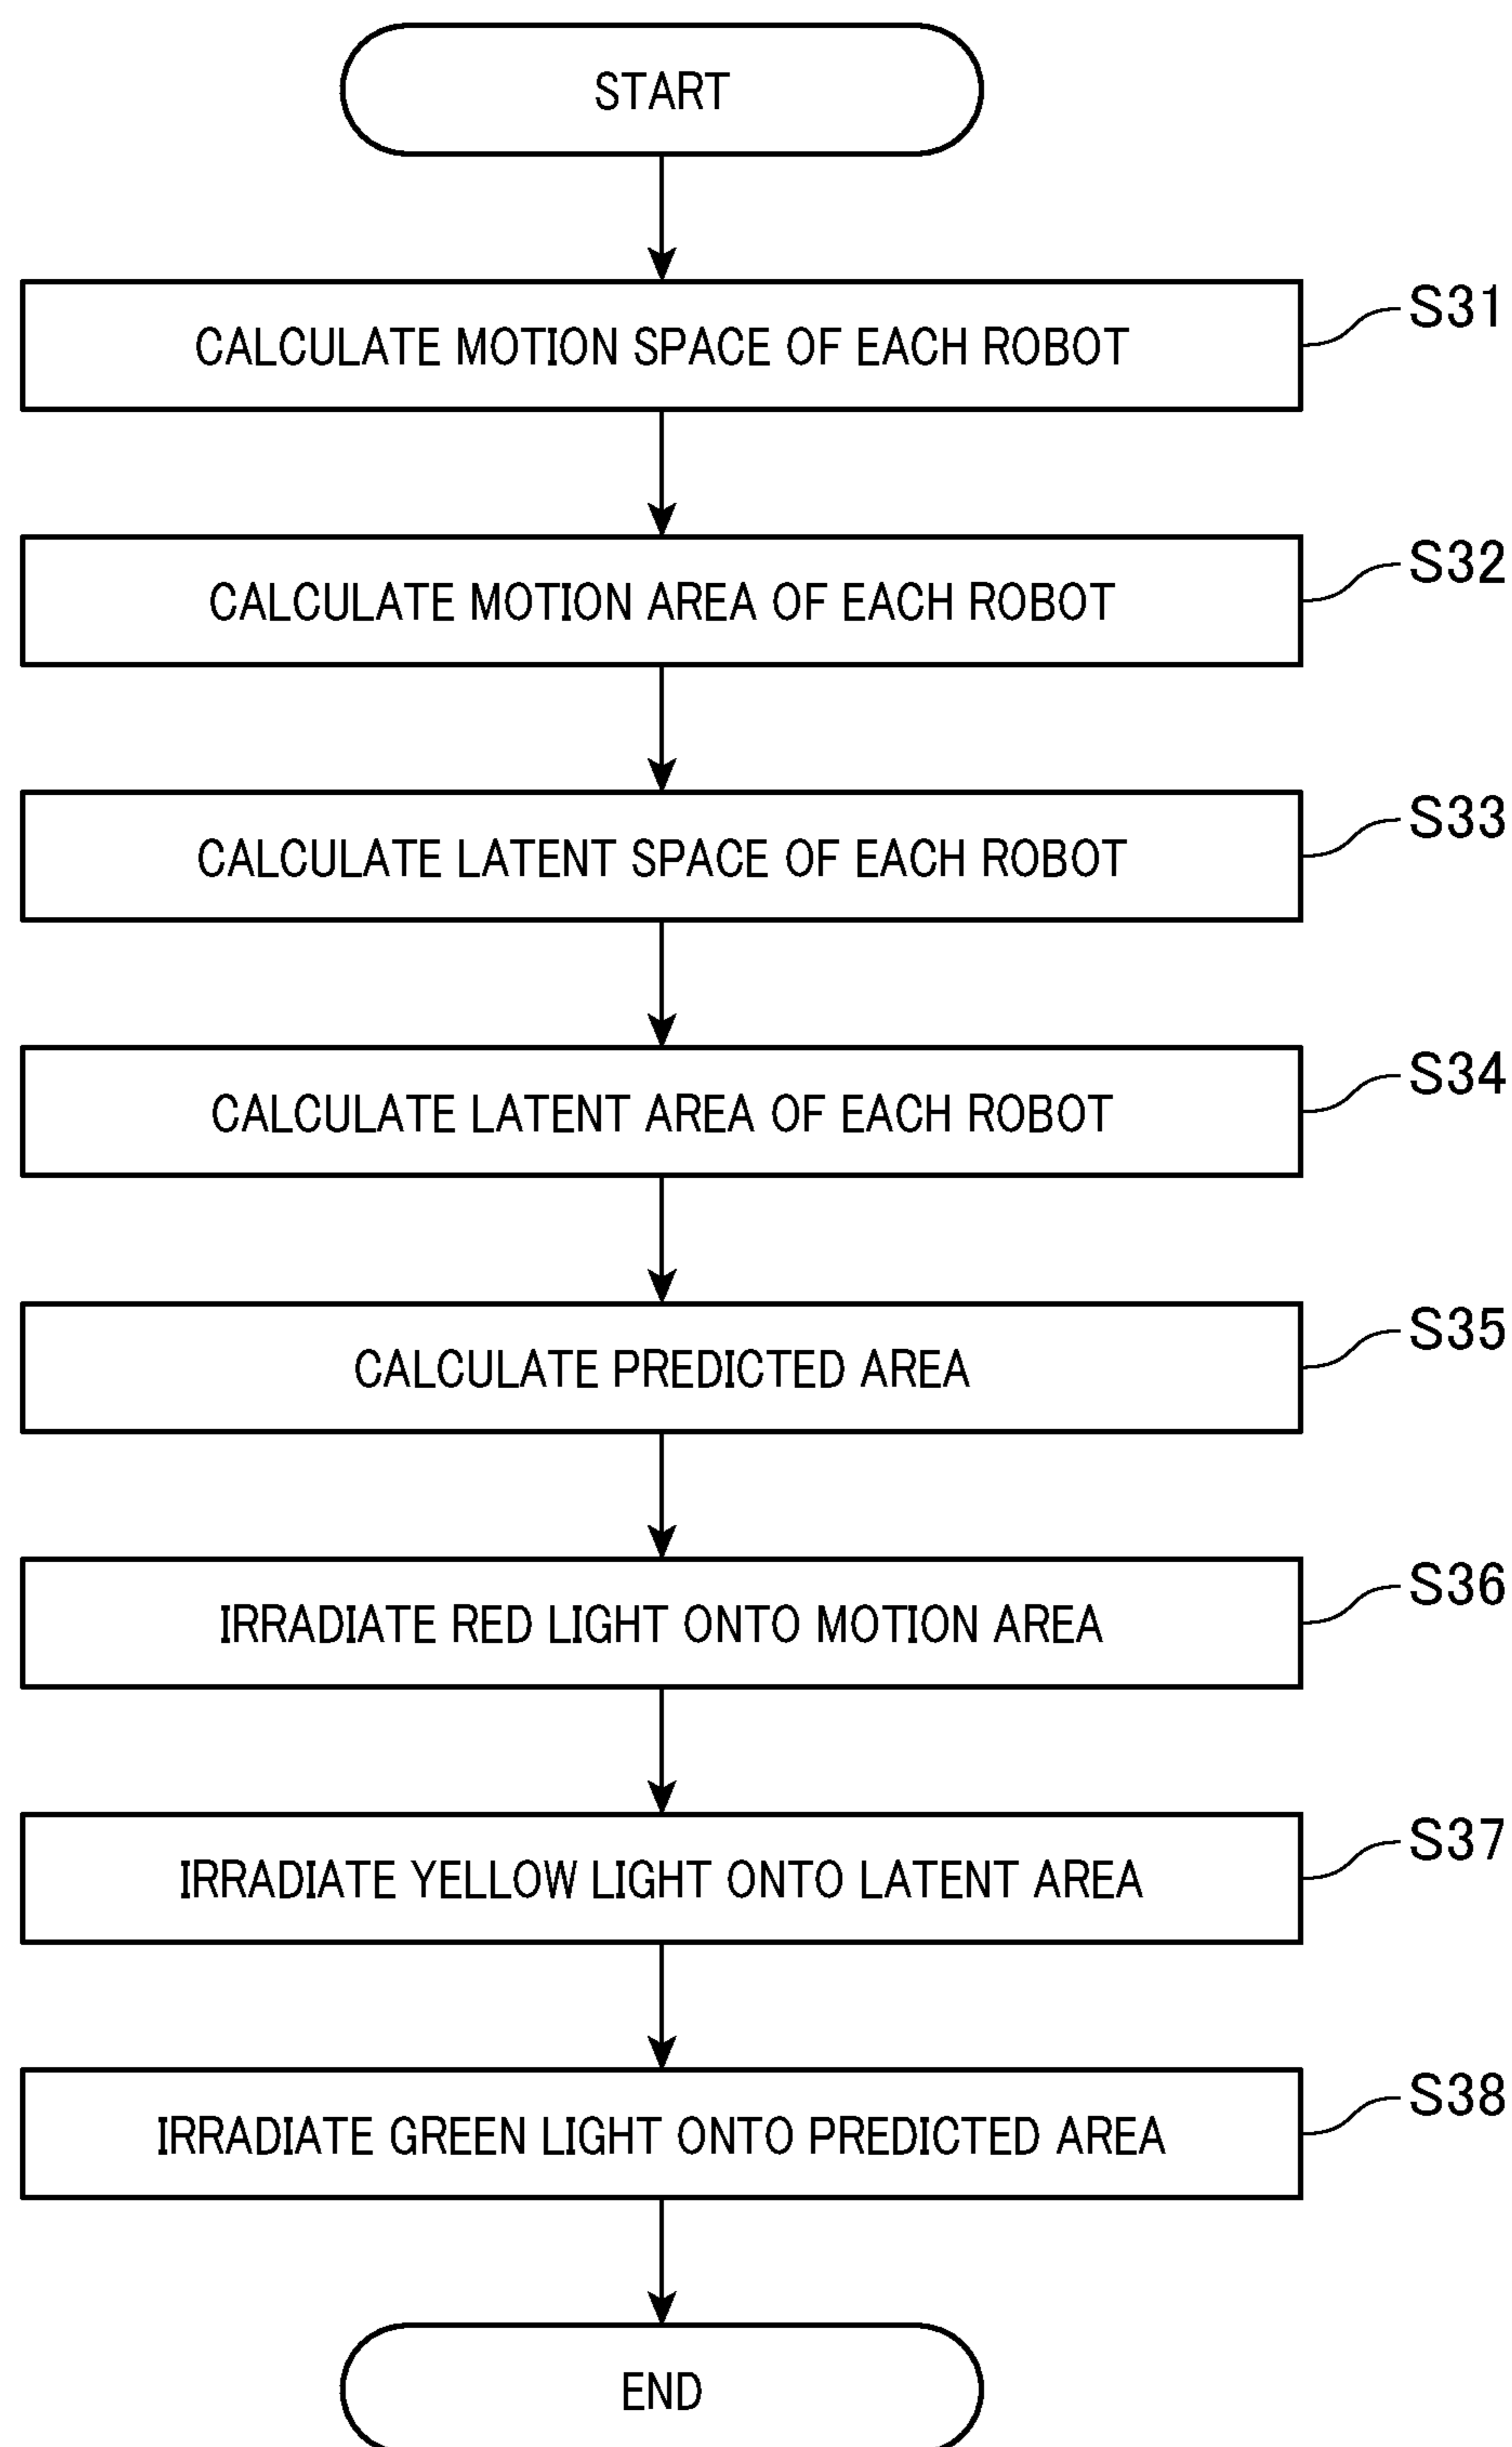 START
CALCULATE MOTION SPACE OF EACH ROBOT
S31
CALCULATE MOTION AREA OF EACH ROBOT
S32
CALCULATE LATENT SPACE OF EACH ROBOT
S33
CALCULATE LATENT AREA OF EACH ROBOT
S34
CALCULATE PREDICTED AREA
S35
IRRADIATE RED LIGHT ONTO MOTION AREA
S36
IRRADIATE YELLOW LIGHT ONTO LATENT AREA
S37
IRRADIATE GREEN LIGHT ONTO PREDICTED AREA
S38
END